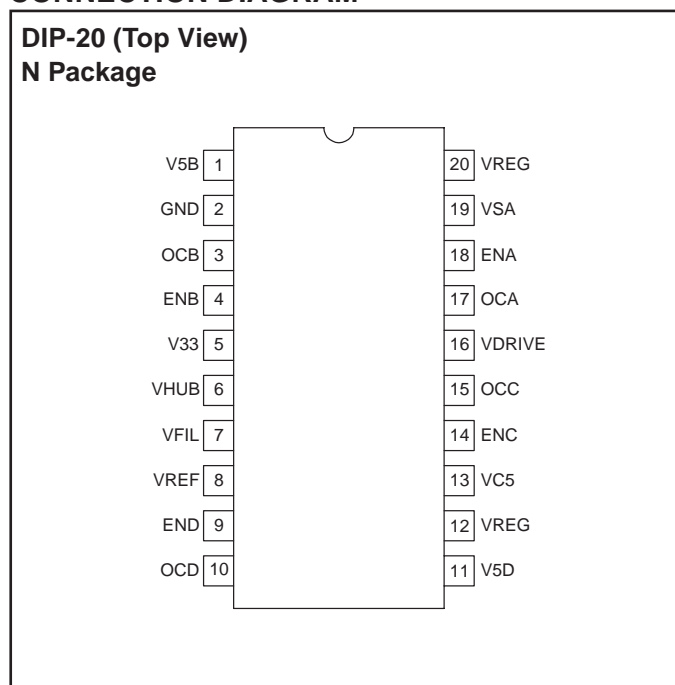 CONNECTION DIAGRAM
DIP-20 (Top View)
N Package
V5B 1
GND 2
OCB 3
ENB 4
V33 5
VHUB 6
VFIL 7
VREF 8
END 9
OCD 10
20 VREG
19 VSA
18 ENA
17 OCA
16 VDRIVE
15 OCC
14 ENC
13 VC5
12 VREG
11 V5D